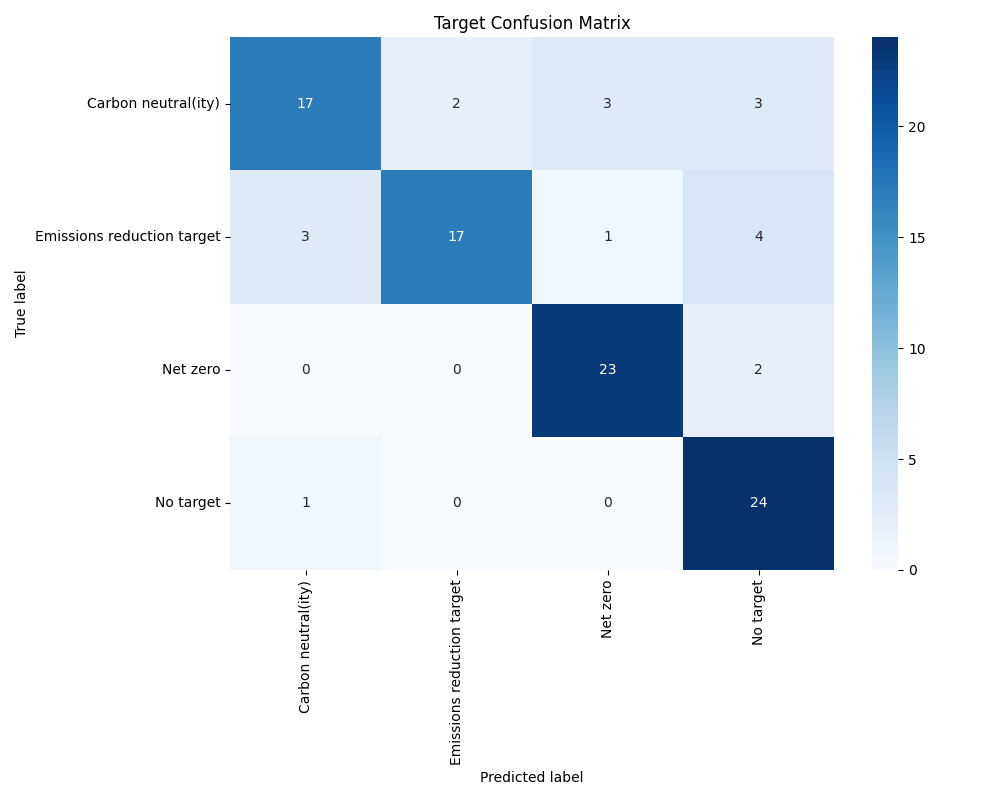 Target Confusion Matrix
True label
Carbon neutral(ity)
17 2 3 3
Emissions reduction target
3 17 1 4
Net zero
0 0 23 2
No target
1 0 0 24
Carbon neutral(ity)
Emissions reduction target
Net zero
No target
Predicted label
20
15
10
5
0